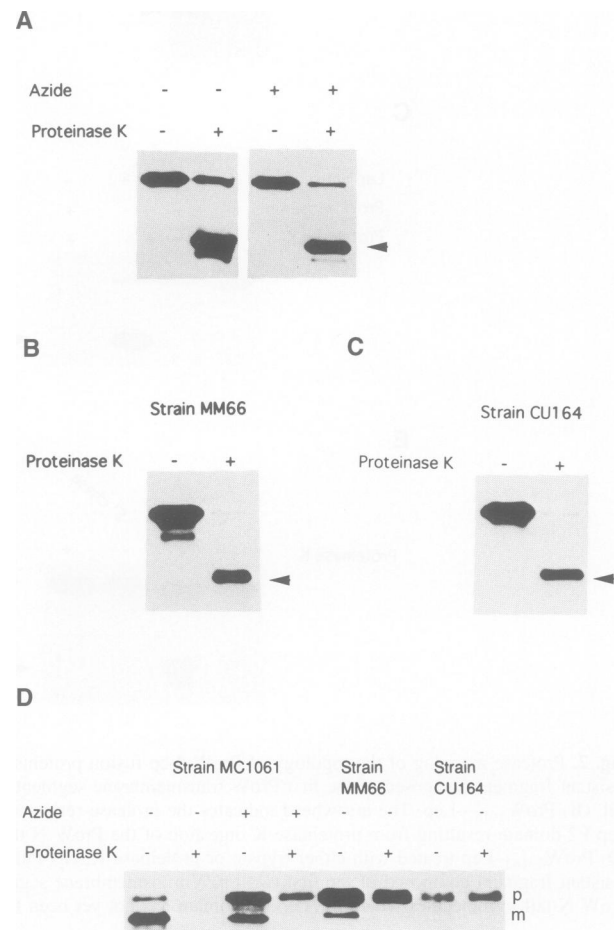 A
Azide - - + +
Proteinase K - + - +
B
C
Strain MM66
Strain CU164
Proteinase K - +
Proteinase K - +
D
Strain MC1061 Strain MM66 Strain CU164
Azide - - + +
Proteinase K - + - + - + - +
p
m